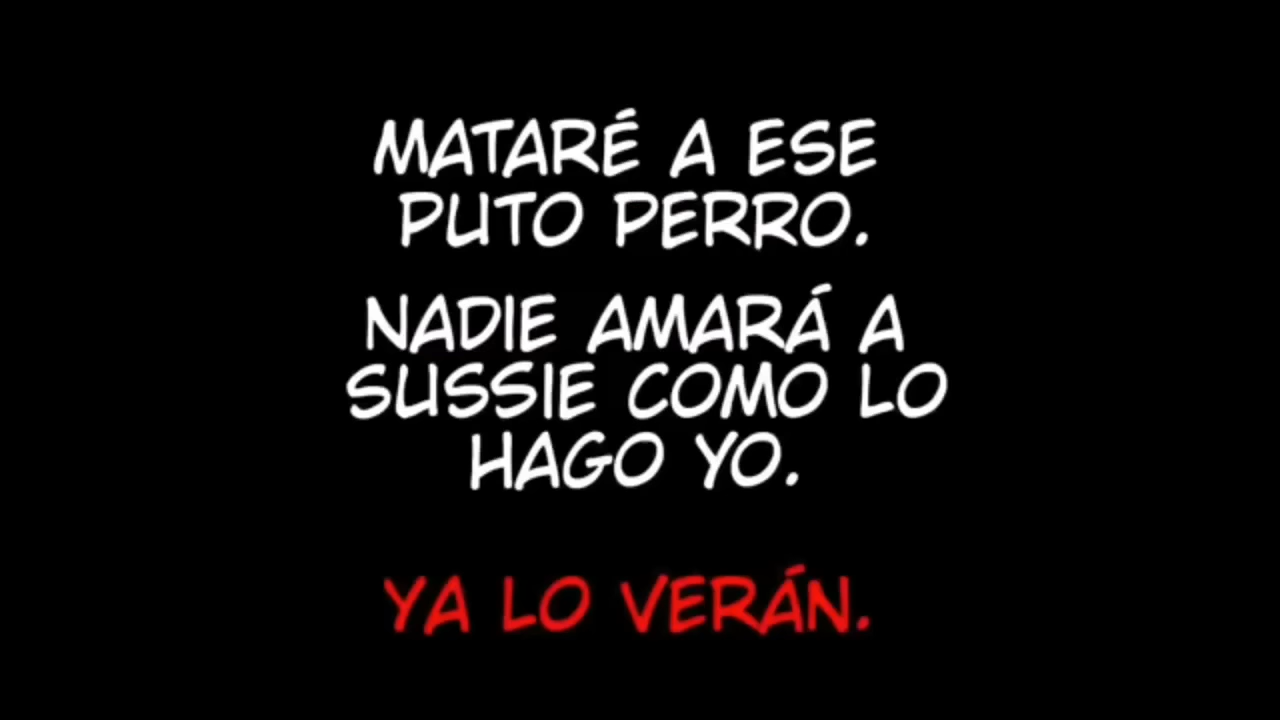 MATARÉ A ESE
PUTO PERRO.
NADIE AMARÁ A
SUSSIE COMO LO
HAGO YO.
YA LO VERÁN.